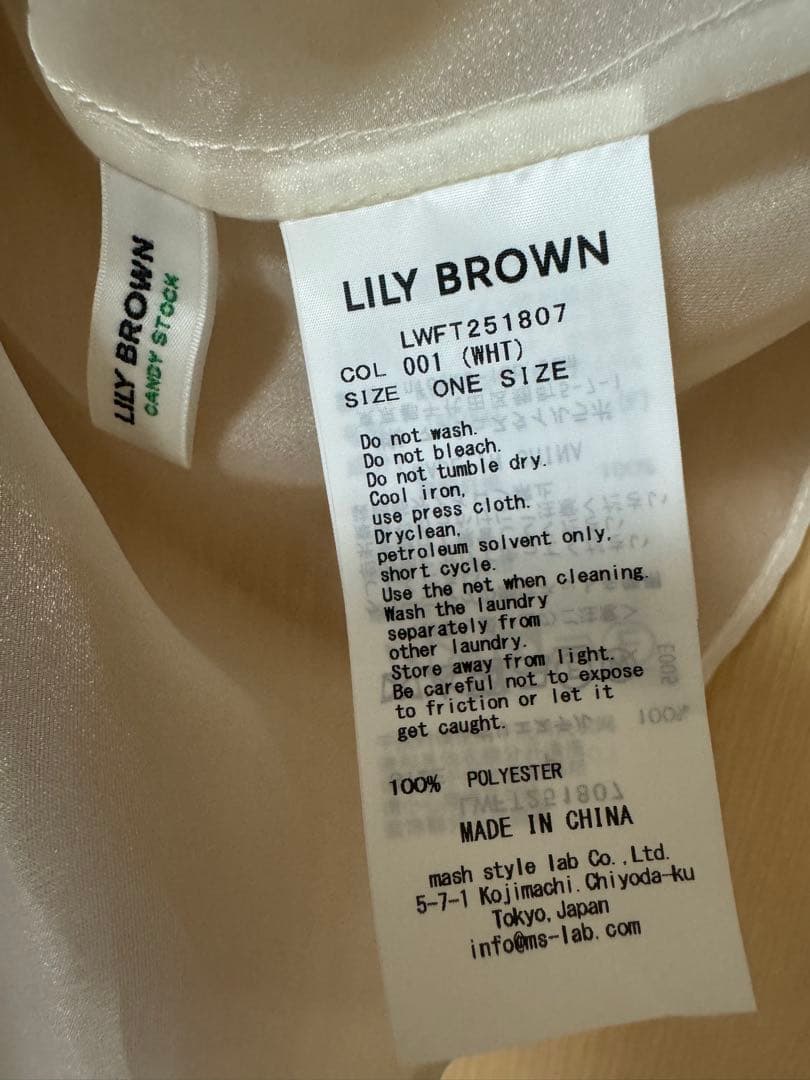 LILY BROWN
CANDY STOCK
LILY BROWN
LWFT251807
COL 001 (WHT)
SIZE ONE SIZE
Do not wash.
Do not bleach.
Do not tumble dry.
Cool iron,
use press cloth.
Dryclean,
petroleum solvent only,
short cycle.
Use the net when cleaning.
Wash the laundry
separately from
other laundry.
Store away from light.
Be careful not to expose
to friction or let it
get caught.
100% POLYESTER
MADE IN CHINA
mash style lab Co.,Ltd.
5-7-1 Kojimachi.Chiyoda-ku
Tokyo,Japan
info@ms-lab.com